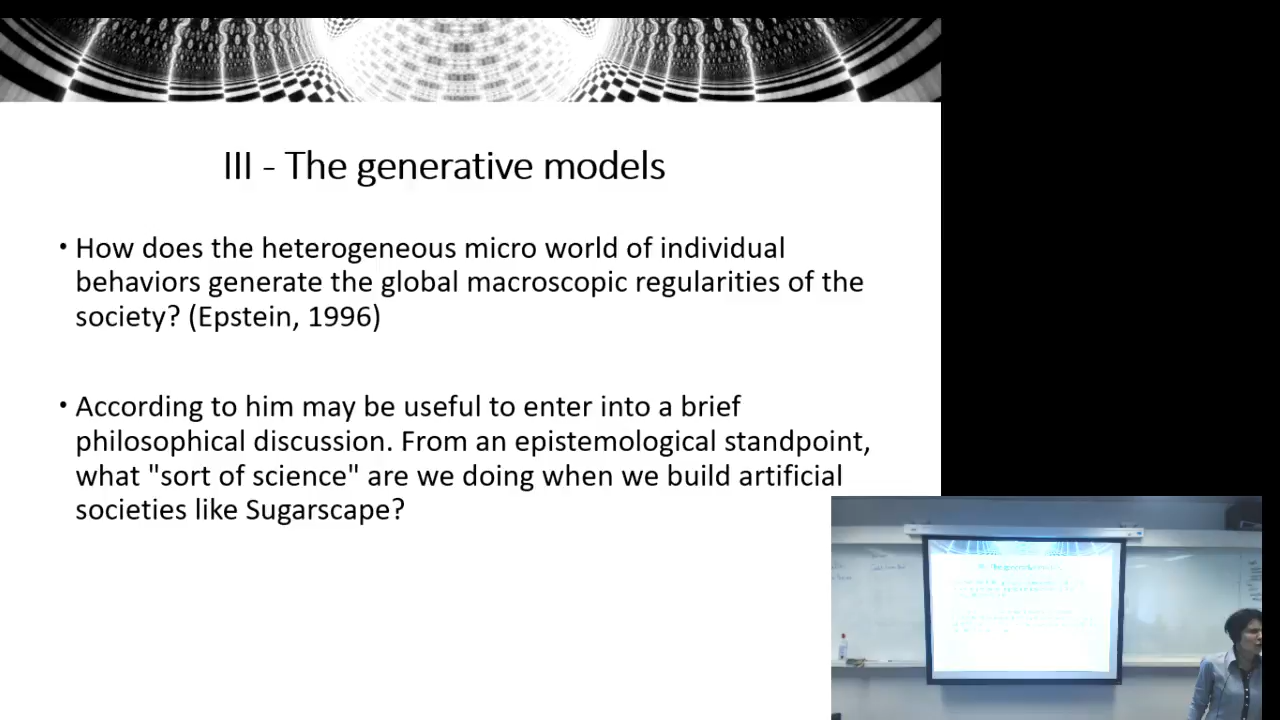 III - The generative models
• How does the heterogeneous micro world of individual
behaviors generate the global macroscopic regularities of the
society? (Epstein, 1996)
• According to him may be useful to enter into a brief
philosophical discussion. From an epistemological standpoint,
what "sort of science" are we doing when we build artificial
societies like Sugarscape?